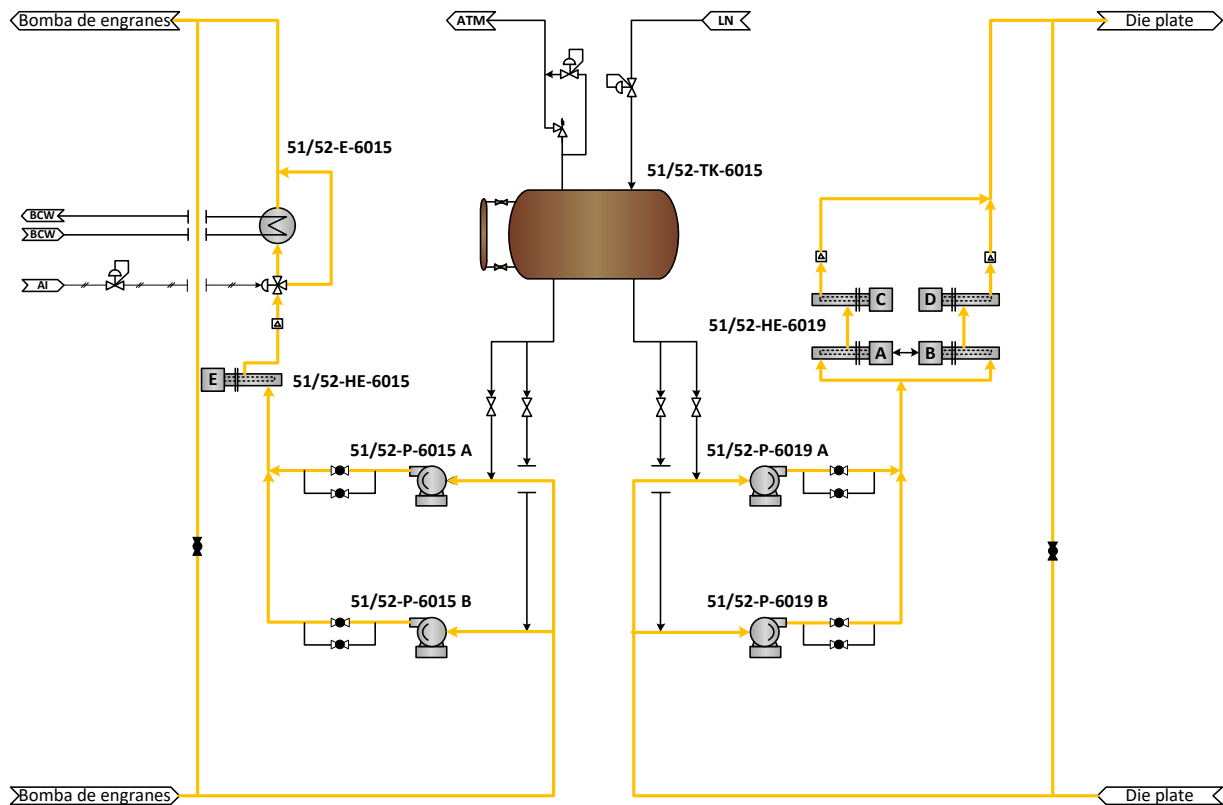 Bomba de engranes
ATM
LN
Die plate
51/52-E-6015
51/52-TK-6015
BCW
BCW
AI
C
D
51/52-HE-6019
A
B
E
51/52-HE-6015
51/52-P-6015 A
51/52-P-6019 A
51/52-P-6015 B
51/52-P-6019 B
Bomba de engranes
Die plate